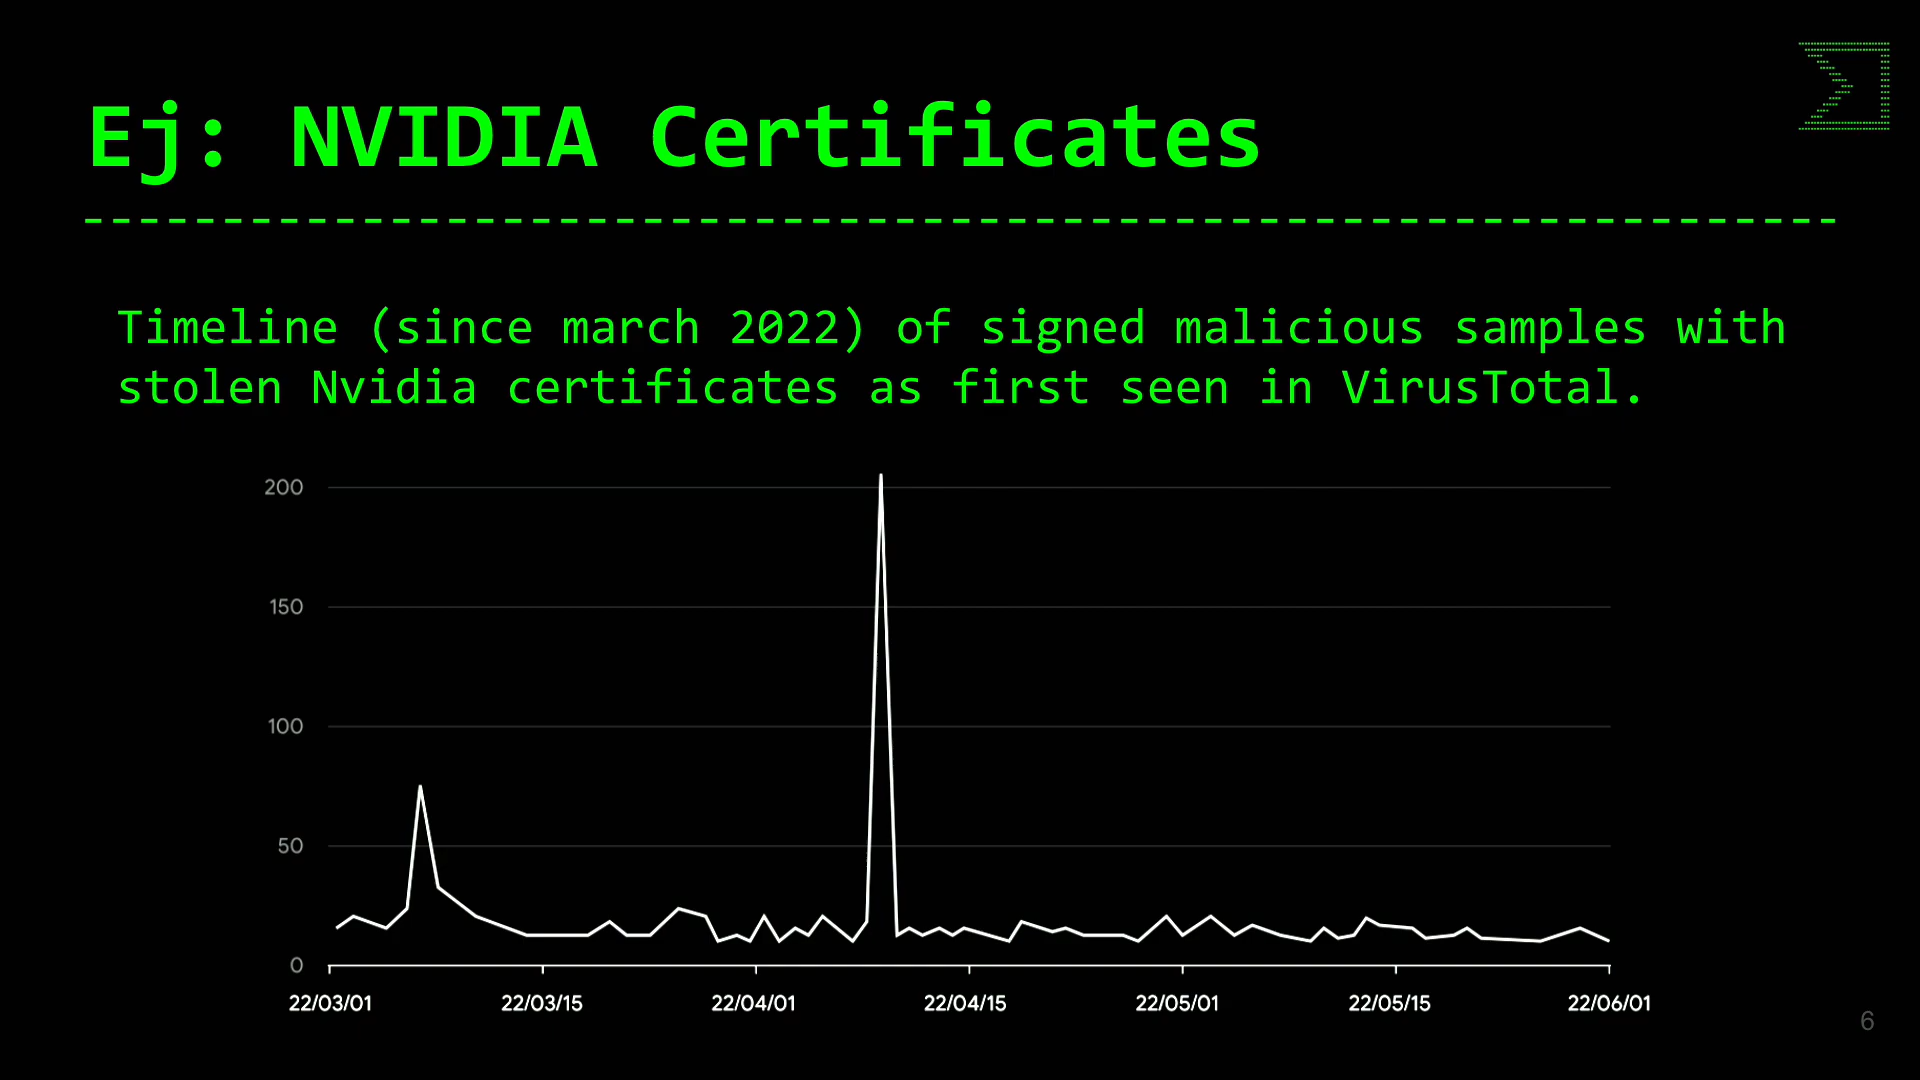 Ej: NVIDIA Certificates
Timeline (since march 2022) of signed malicious samples with
stolen Nvidia certificates as first seen in VirusTotal.
200
150
100
50
0
22/03/01 22/03/15 22/04/01 22/04/15 22/05/01 22/05/15 22/06/01
6